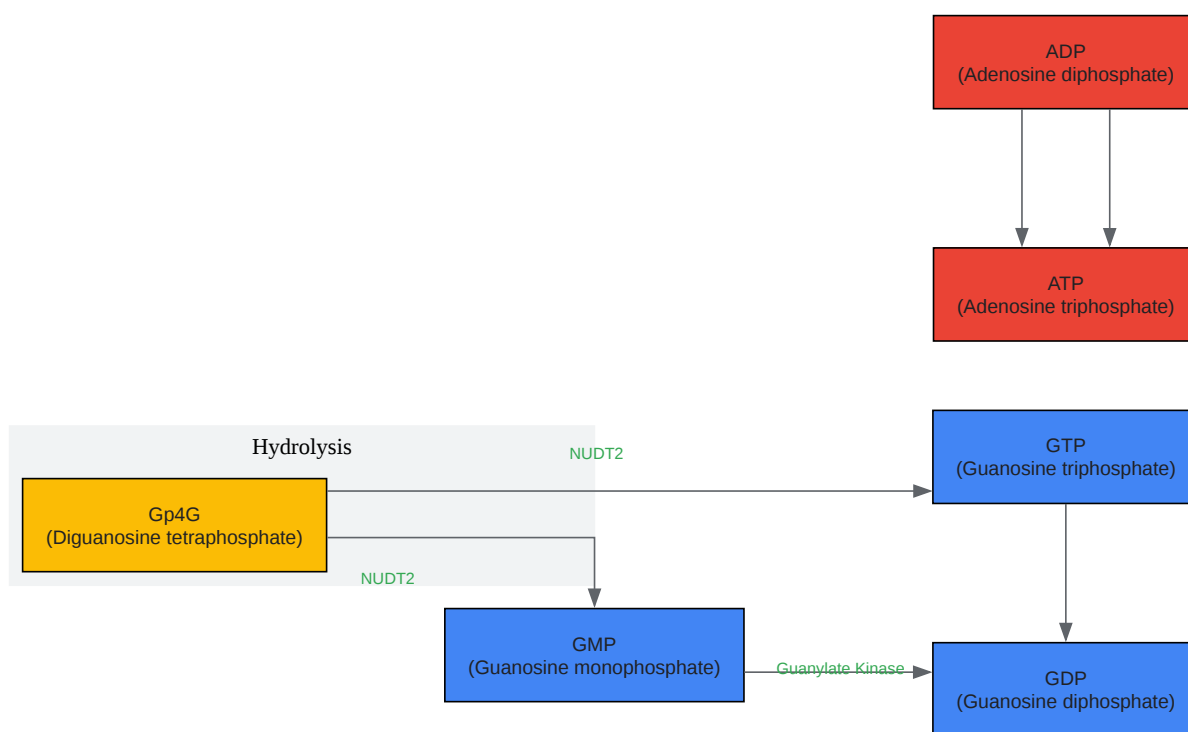 ADP
(Adenosine diphosphate)
ATP
(Adenosine triphosphate)
Hydrolysis
NUDT2
GTP
(Guanosine triphosphate)
Gp4G
(Diguanosine tetraphosphate)
NUDT2
GMP
(Guanosine monophosphate)
Guanylate Kinase
GDP
(Guanosine diphosphate)